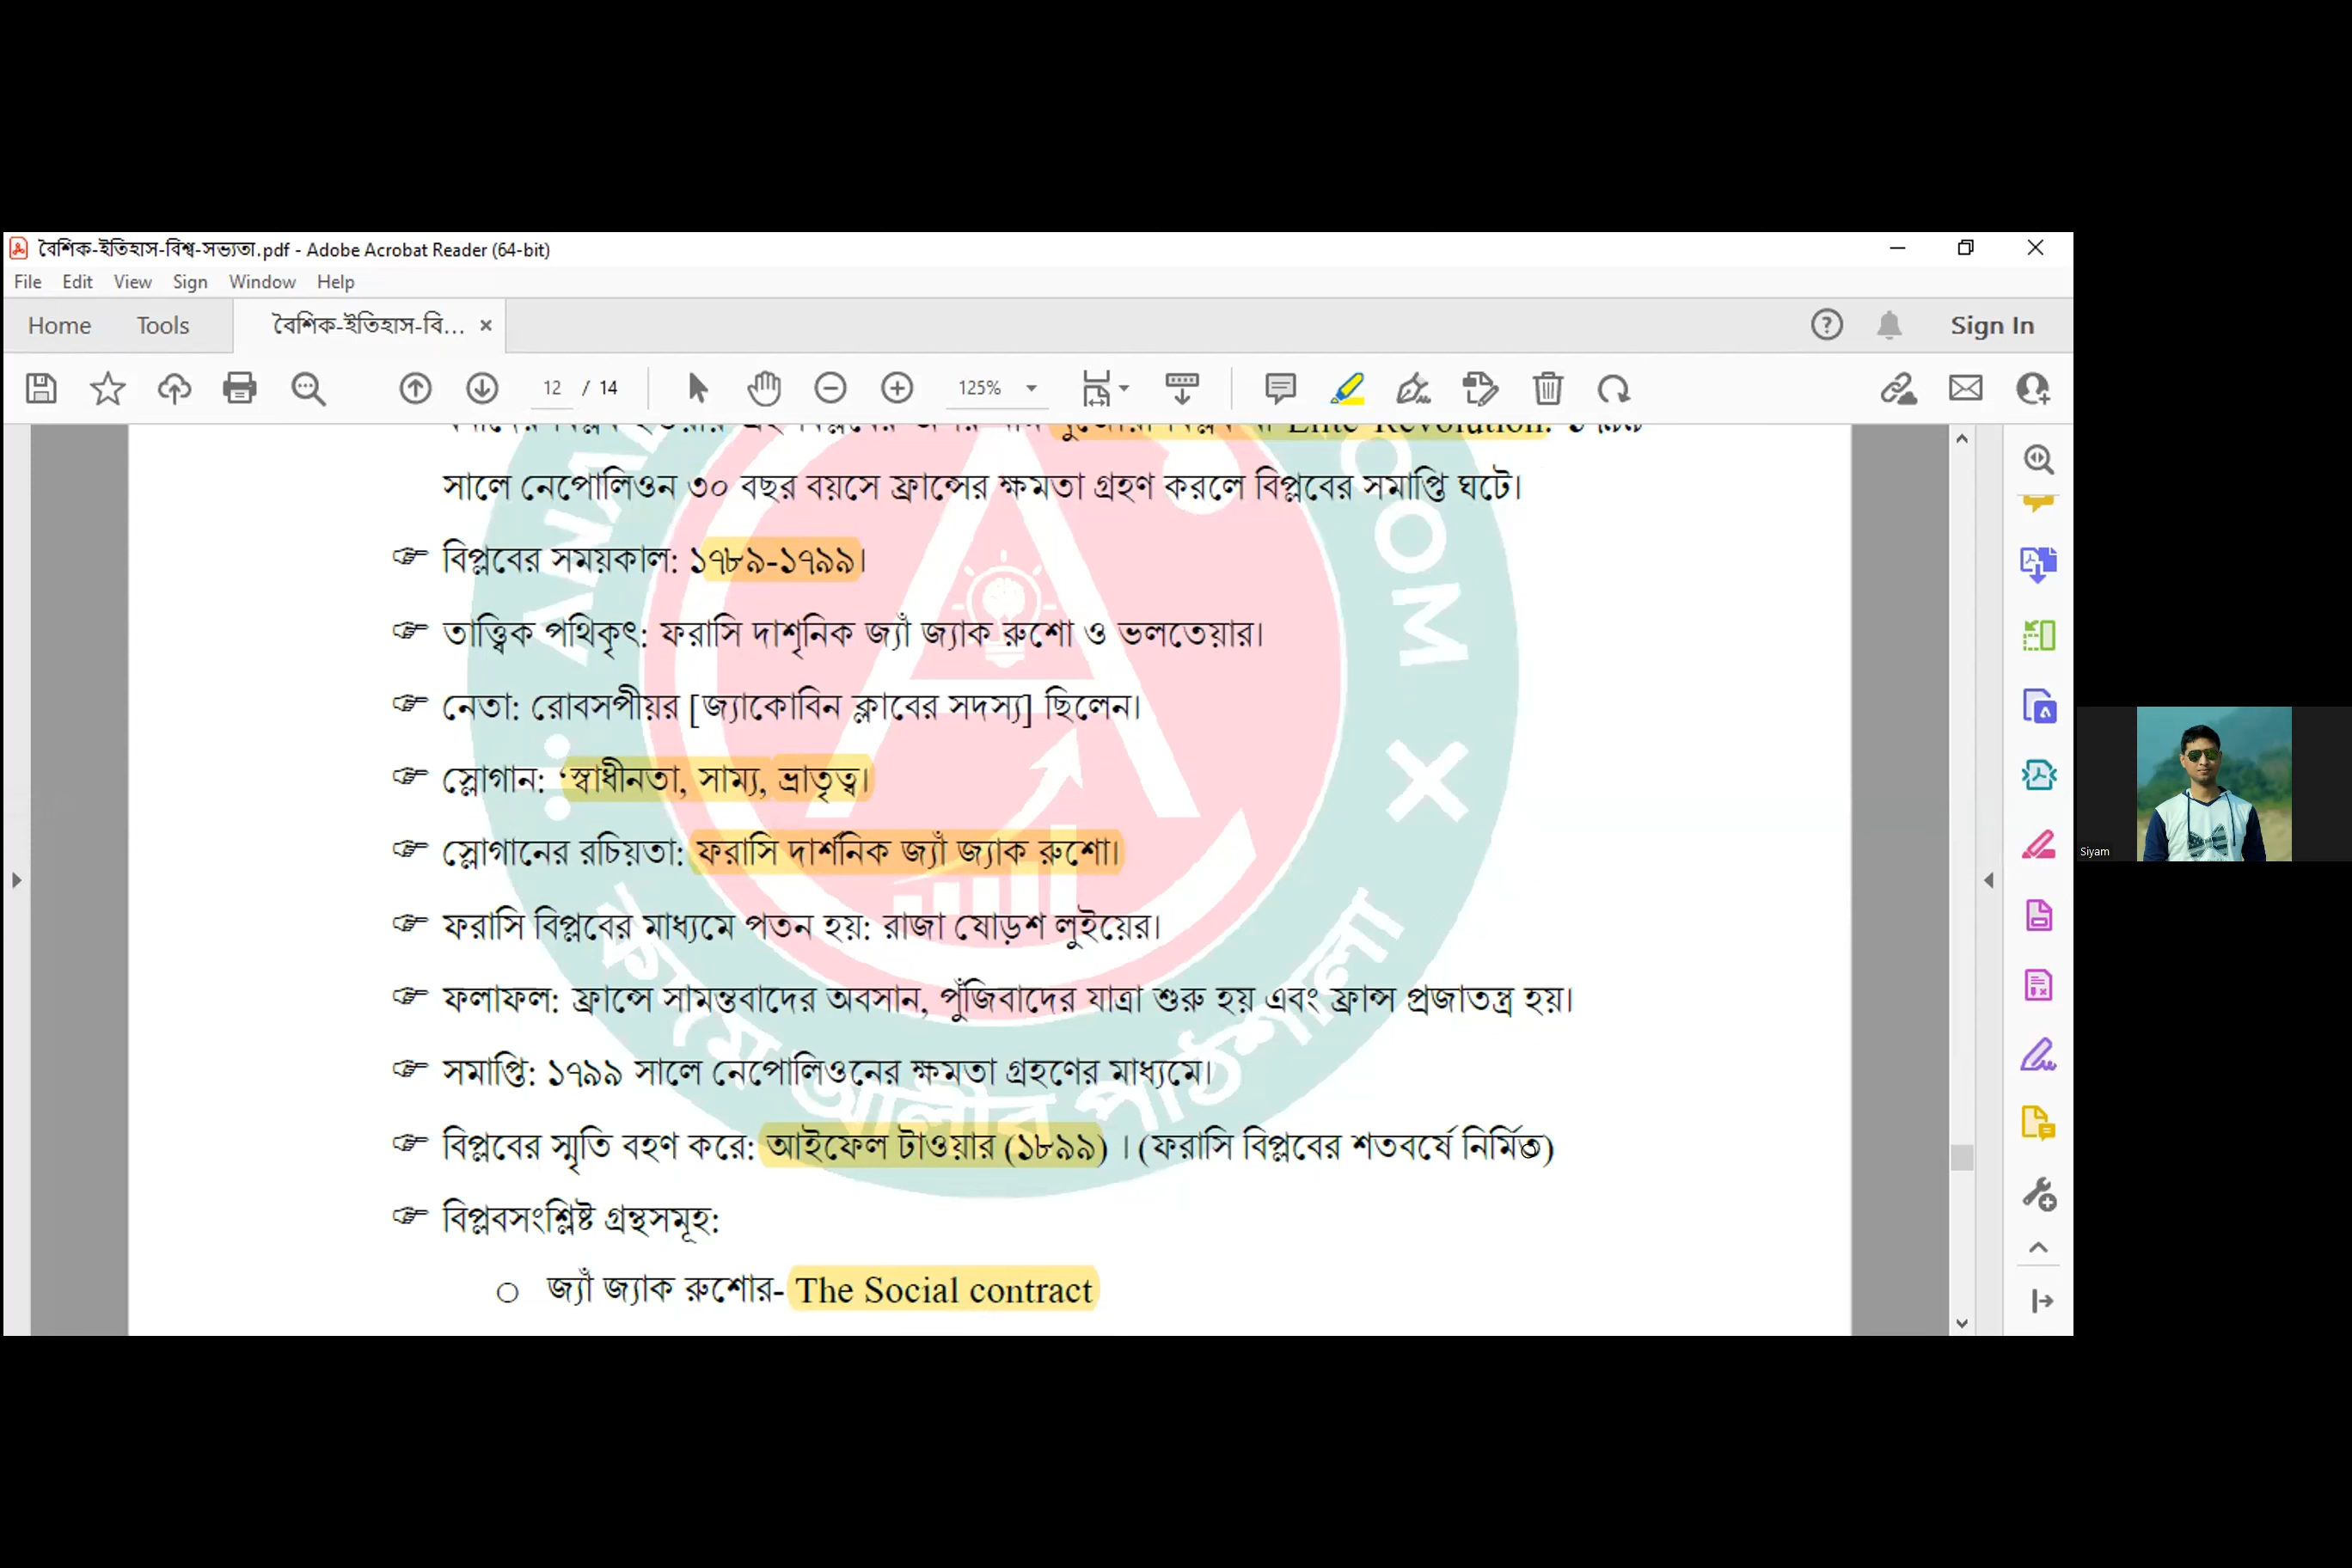 বৈশিক-ইতিহাস-বিশ্ব-সভ্যতা.pdf - Adobe Acrobat Reader (64-bit)
File Edit View Sign Window Help
Home Tools বৈশিক-ইতিহাস-বি... × Sign In
12 / 14 125%
Elite Revolution. ১৭৯৯
সালে নেপোলিওন ৩০ বছর বয়সে ফ্রান্সের ক্ষমতা গ্রহণ করলে বিপ্লবের সমাপ্তি ঘটে।
☞ বিপ্লবের সময়কাল: ১৭৮৯-১৭৯৯।
☞ তাত্ত্বিক পথিকৃৎ: ফরাসি দার্শৃনিক জ্যাঁ জ্যাক রুশো ও ভলতেয়ার।
☞ নেতা: রোবসপীয়র [জ্যাকোবিন ক্লাবের সদস্য] ছিলেন।
☞ স্লোগান: ‘স্বাধীনতা, সাম্য, ভ্রাতৃত্ব।
☞ স্লোগানের রচিয়তা: ফরাসি দার্শনিক জ্যাঁ জ্যাক রুশো।
☞ ফরাসি বিপ্লবের মাধ্যমে পতন হয়: রাজা ষোড়শ লুইয়ের।
☞ ফলাফল: ফ্রান্সে সামন্তবাদের অবসান, পুঁজিবাদের যাত্রা শুরু হয় এবং ফ্রান্স প্রজাতন্ত্র হয়।
☞ সমাপ্তি: ১৭৯৯ সালে নেপোলিওনের ক্ষমতা গ্রহণের মাধ্যমে।
☞ বিপ্লবের স্মৃতি বহণ করে: আইফেল টাওয়ার (১৮৯৯) । (ফরাসি বিপ্লবের শতবর্ষে নির্মিত)
☞ বিপ্লবসংশ্লিষ্ট গ্রন্থসমূহ:
○ জ্যাঁ জ্যাক রুশোর- The Social contract
Siyam